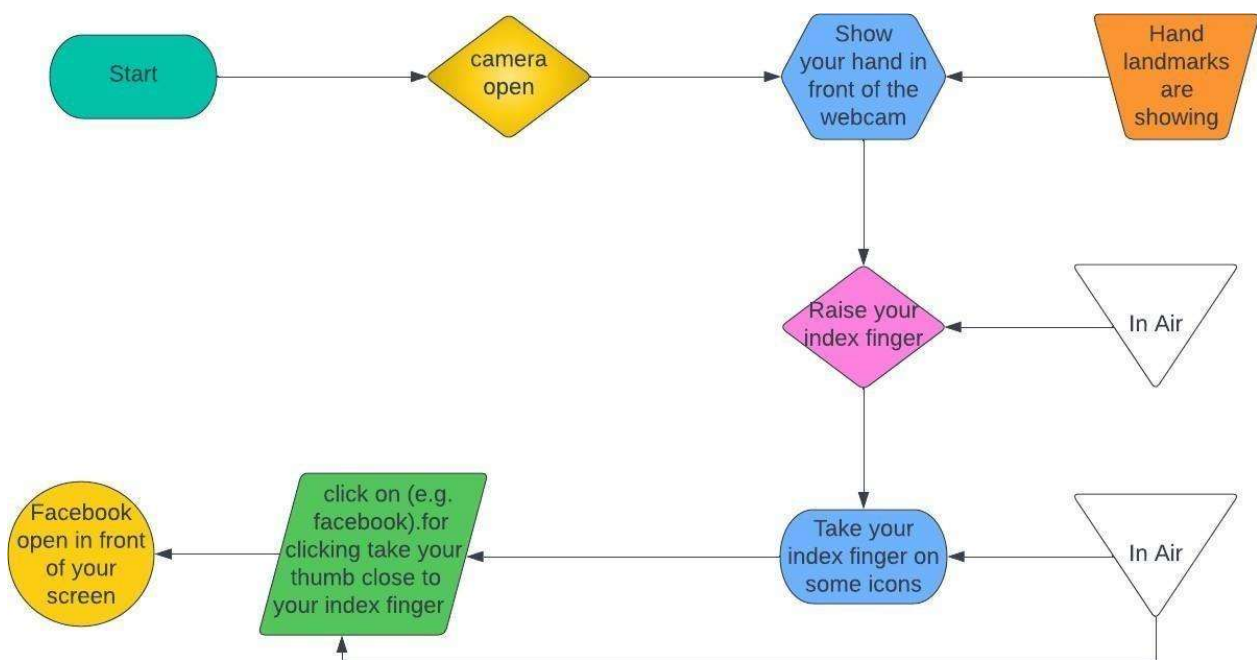 Start
camera
open
Show
your hand in
front of the
webcam
Hand
landmarks
are
showing
Raise your
index finger
In Air
Facebook
open in front
of your
screen
click on (e.g.
facebook).for
clicking take your
thumb close to
your index finger
Take your
index finger on
some icons
In Air